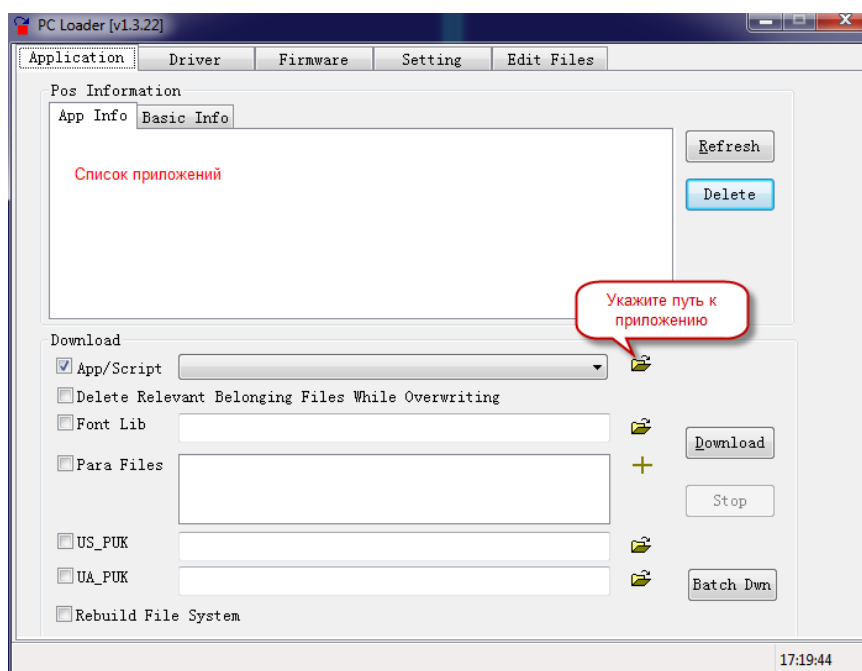 PC Loader [v1.3.22]
Application Driver Firmware Setting Edit Files
Pos Information
App Info Basic Info
Refresh
Список приложений
Delete
Укажите путь к
приложению
Download
App/Script
Delete Relevant Belonging Files While Overwriting
Font Lib
Download
Para Files
Stop
US_PUK
UA_PUK
Batch Dwn
Rebuild File System
17:19:44